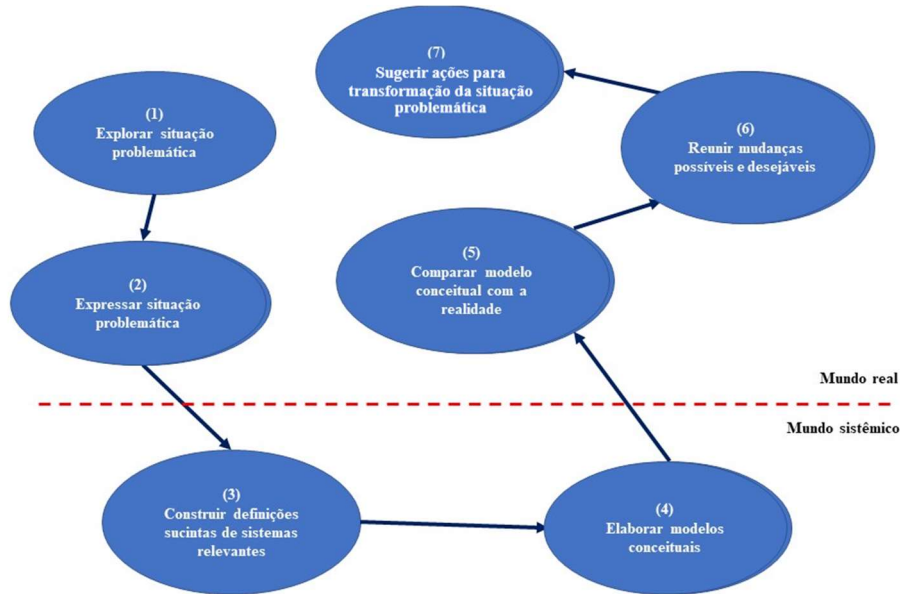 (1)
Explorar situação
problemática
(2)
Expressar situação
problemática
(3)
Construir definições
sucintas de sistemas
relevantes
(4)
Elaborar modelos
conceituais
(5)
Comparar modelo
conceitual com a
realidade
(6)
Reunir mudanças
possíveis e desejáveis
(7)
Sugerir ações para
transformação da situação
problemática
Mundo real
Mundo sistêmico